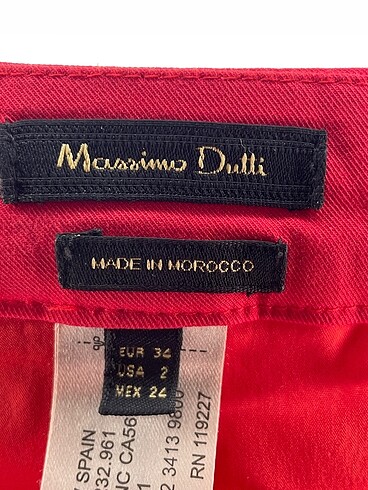 Massimo Dutti
MADE IN MOROCCO
EUR 34
USA 2
MEX 24
SPAIN
32.961
NC CA56
2 3413 9800
RN 119227